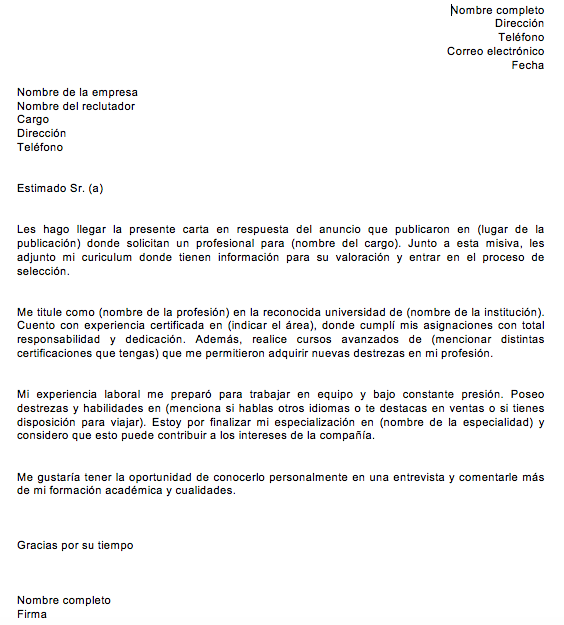 Nombre completo
Dirección
Teléfono
Correo electrónico
Fecha
Nombre de la empresa
Nombre del reclutador
Cargo
Dirección
Teléfono
Estimado Sr. (a)
Les hago llegar la presente carta en respuesta del anuncio que publicaron en (lugar de la
publicación) donde solicitan un profesional para (nombre del cargo). Junto a esta misiva, les
adjunto mi curiculum donde tienen información para su valoración y entrar en el proceso de
selección.
Me titule como (nombre de la profesión) en la reconocida universidad de (nombre de la institución).
Cuento con experiencia certificada en (indicar el área), donde cumplí mis asignaciones con total
responsabilidad y dedicación. Además, realice cursos avanzados de (mencionar distintas
certificaciones que tengas) que me permitieron adquirir nuevas destrezas en mi profesión.
Mi experiencia laboral me preparó para trabajar en equipo y bajo constante presión. Poseo
destrezas y habilidades en (menciona si hablas otros idiomas o te destacas en ventas o si tienes
disposición para viajar). Estoy por finalizar mi especialización en (nombre de la especialidad) y
considero que esto puede contribuir a los intereses de la compañía.
Me gustaría tener la oportunidad de conocerlo personalmente en una entrevista y comentarle más
de mi formación académica y cualidades.
Gracias por su tiempo
Nombre completo
Firma